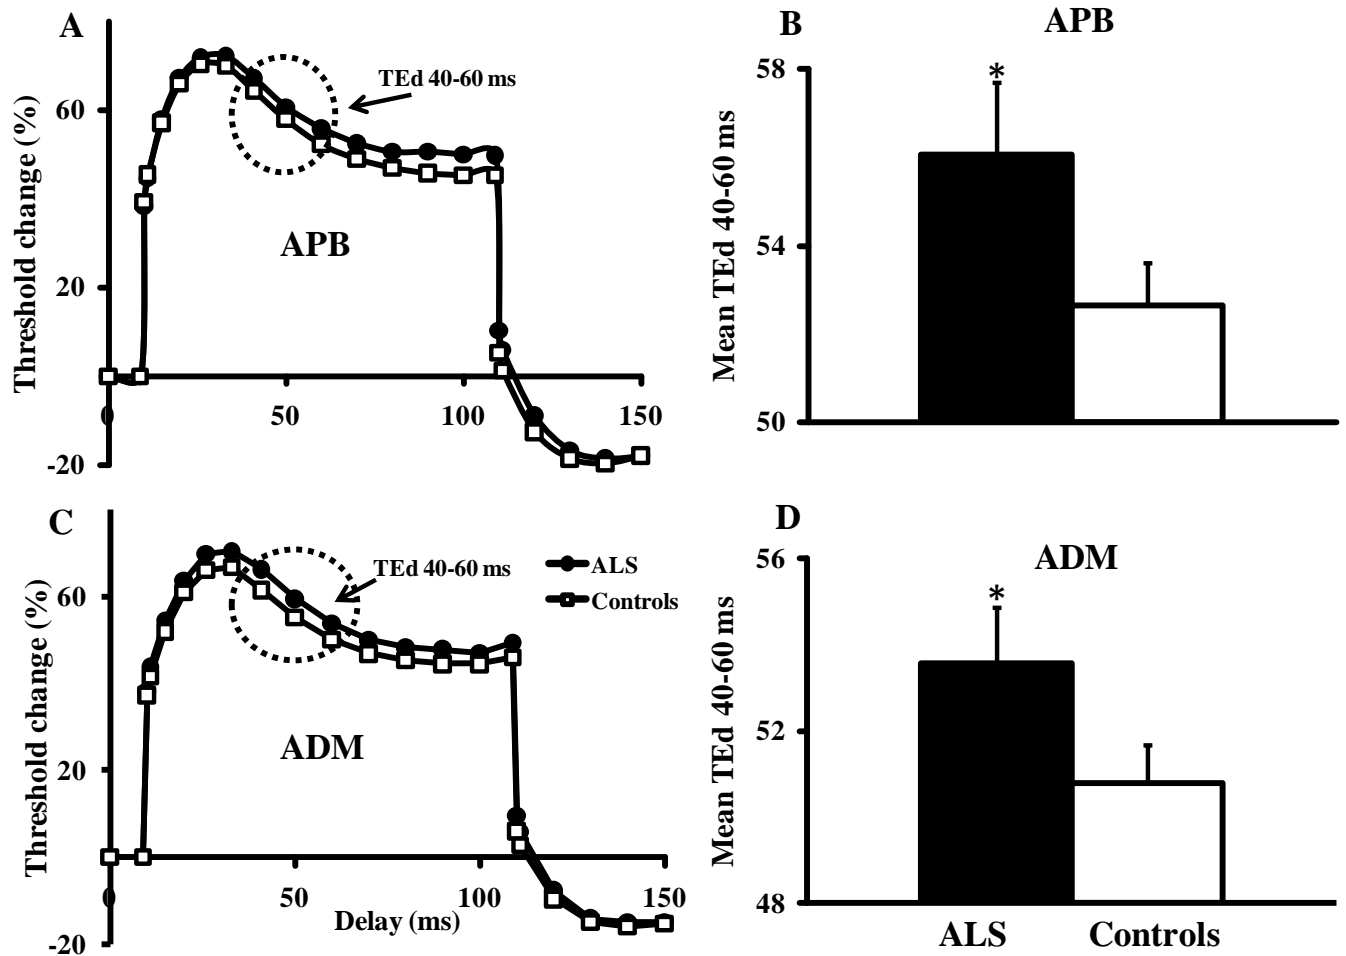 A
Threshold change (%)
60
20
-20
0
50
100
150
TEd 40-60 ms
APB
B
APB
Mean TEd 40-60 ms
58
54
50
*
C
Threshold change (%)
60
20
-20
0
50
100
150
TEd 40-60 ms
ALS
Controls
ADM
Delay (ms)
D
ADM
Mean TEd 40-60 ms
56
52
48
*
ALS Controls